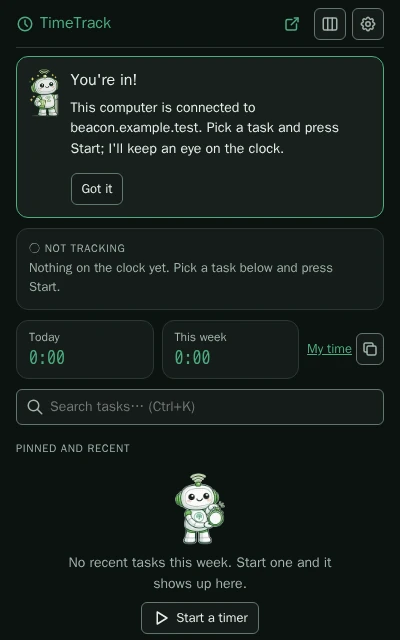 TimeTrack
You're in!
This computer is connected to
beacon.example.test. Pick a task and press
Start; I'll keep an eye on the clock.
Got it
NOT TRACKING
Nothing on the clock yet. Pick a task below and press
Start.
Today
0:00
This week
0:00
My time
Search tasks··· (Ctrl+K)
PINNED AND RECENT
No recent tasks this week. Start one and it
shows up here.
Start a timer